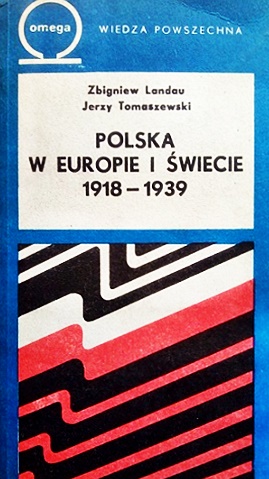 omega
WIEDZA POWSZECHNA
Zbigniew Landau
Jerzy Tomaszewski
POLSKA
W EUROPIE I ŚWIECIE
1918–1939